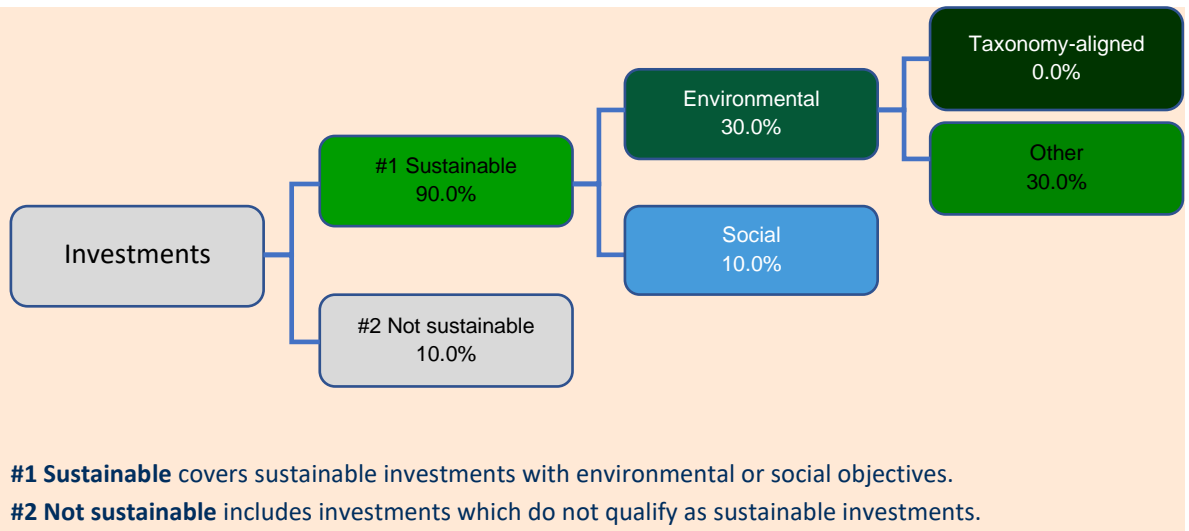 Investments
#1 Sustainable
90.0%
#2 Not sustainable
10.0%
Environmental
30.0%
Social
10.0%
Taxonomy-aligned
0.0%
Other
30.0%
#1 Sustainable covers sustainable investments with environmental or social objectives.
#2 Not sustainable includes investments which do not qualify as sustainable investments.